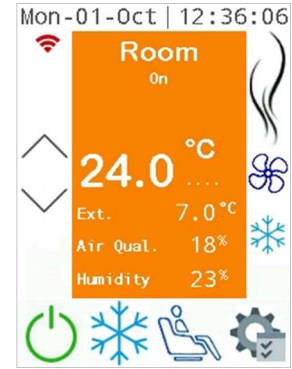 Mon-01-Oct | 12:36:06
Room
On
24.0 °C
....
Ext. 7.0°C
Air Qual. 18%
Humidity 23%